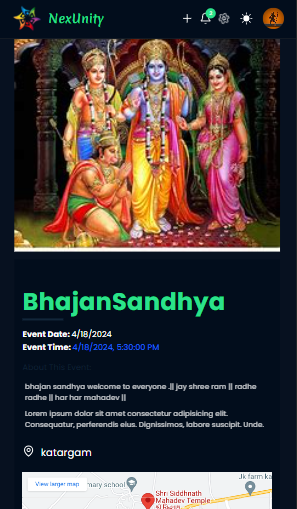 NexUnity
BhajanSandhya
Event Date: 4/18/2024
Event Time: 4/18/2024, 5:30:00 PM
About This Event:
bhajan sandhya welcome to everyone .|| jay shree ram || radhe
radhe || har har mahadev ||
Lorem ipsum dolor sit amet consectetur adipisicing elit.
Consequatur, perferendis eius. Dignissimos, labore suscipit. Unde.
katargam
View larger map
mary school
Jk farm ka
Shri Siddhnath
Mahadev Temple